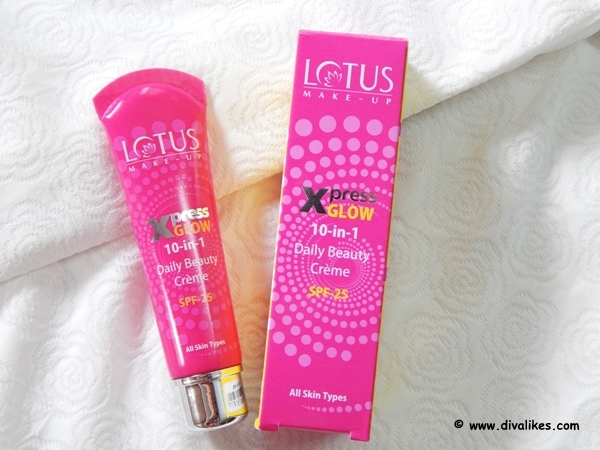 LOTUS
MAKE-UP
Xpress
GLOW
10-in-1
Daily Beauty
Crème
SPF-25
All Skin Types
LOTUS
MAKE-UP
Xpress
GLOW
10-in-1
Daily Beauty
Crème
SPF-25
All Skin Types
© www.divalikes.com